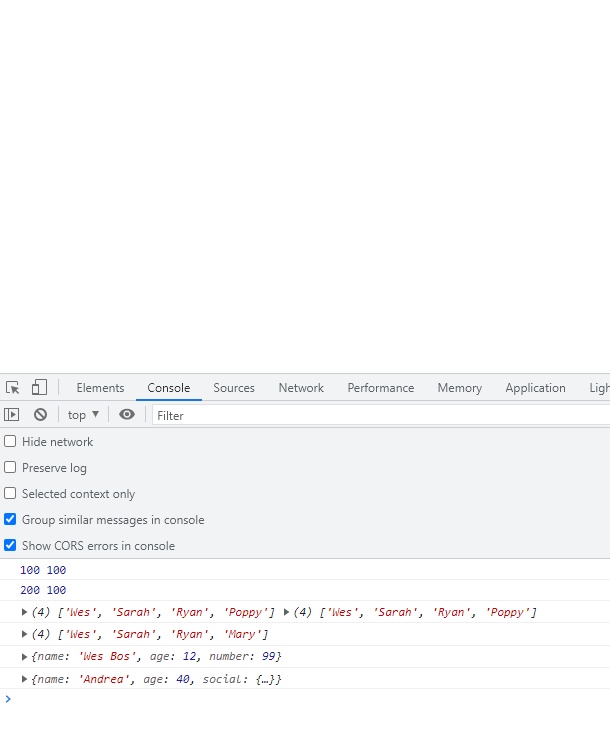 Elements Console Sources Network Performance Memory Application Ligh
top ▼ Filter
Hide network
Preserve log
Selected context only
Group similar messages in console
Show CORS errors in console
100 100
200 100
▶ (4) ['Wes', 'Sarah', 'Ryan', 'Poppy'] ▶ (4) ['Wes', 'Sarah', 'Ryan', 'Poppy']
▶ (4) ['Wes', 'Sarah', 'Ryan', 'Mary']
▶ {name: 'Wes Bos', age: 12, number: 99}
▶ {name: 'Andrea', age: 40, social: {…}}
>